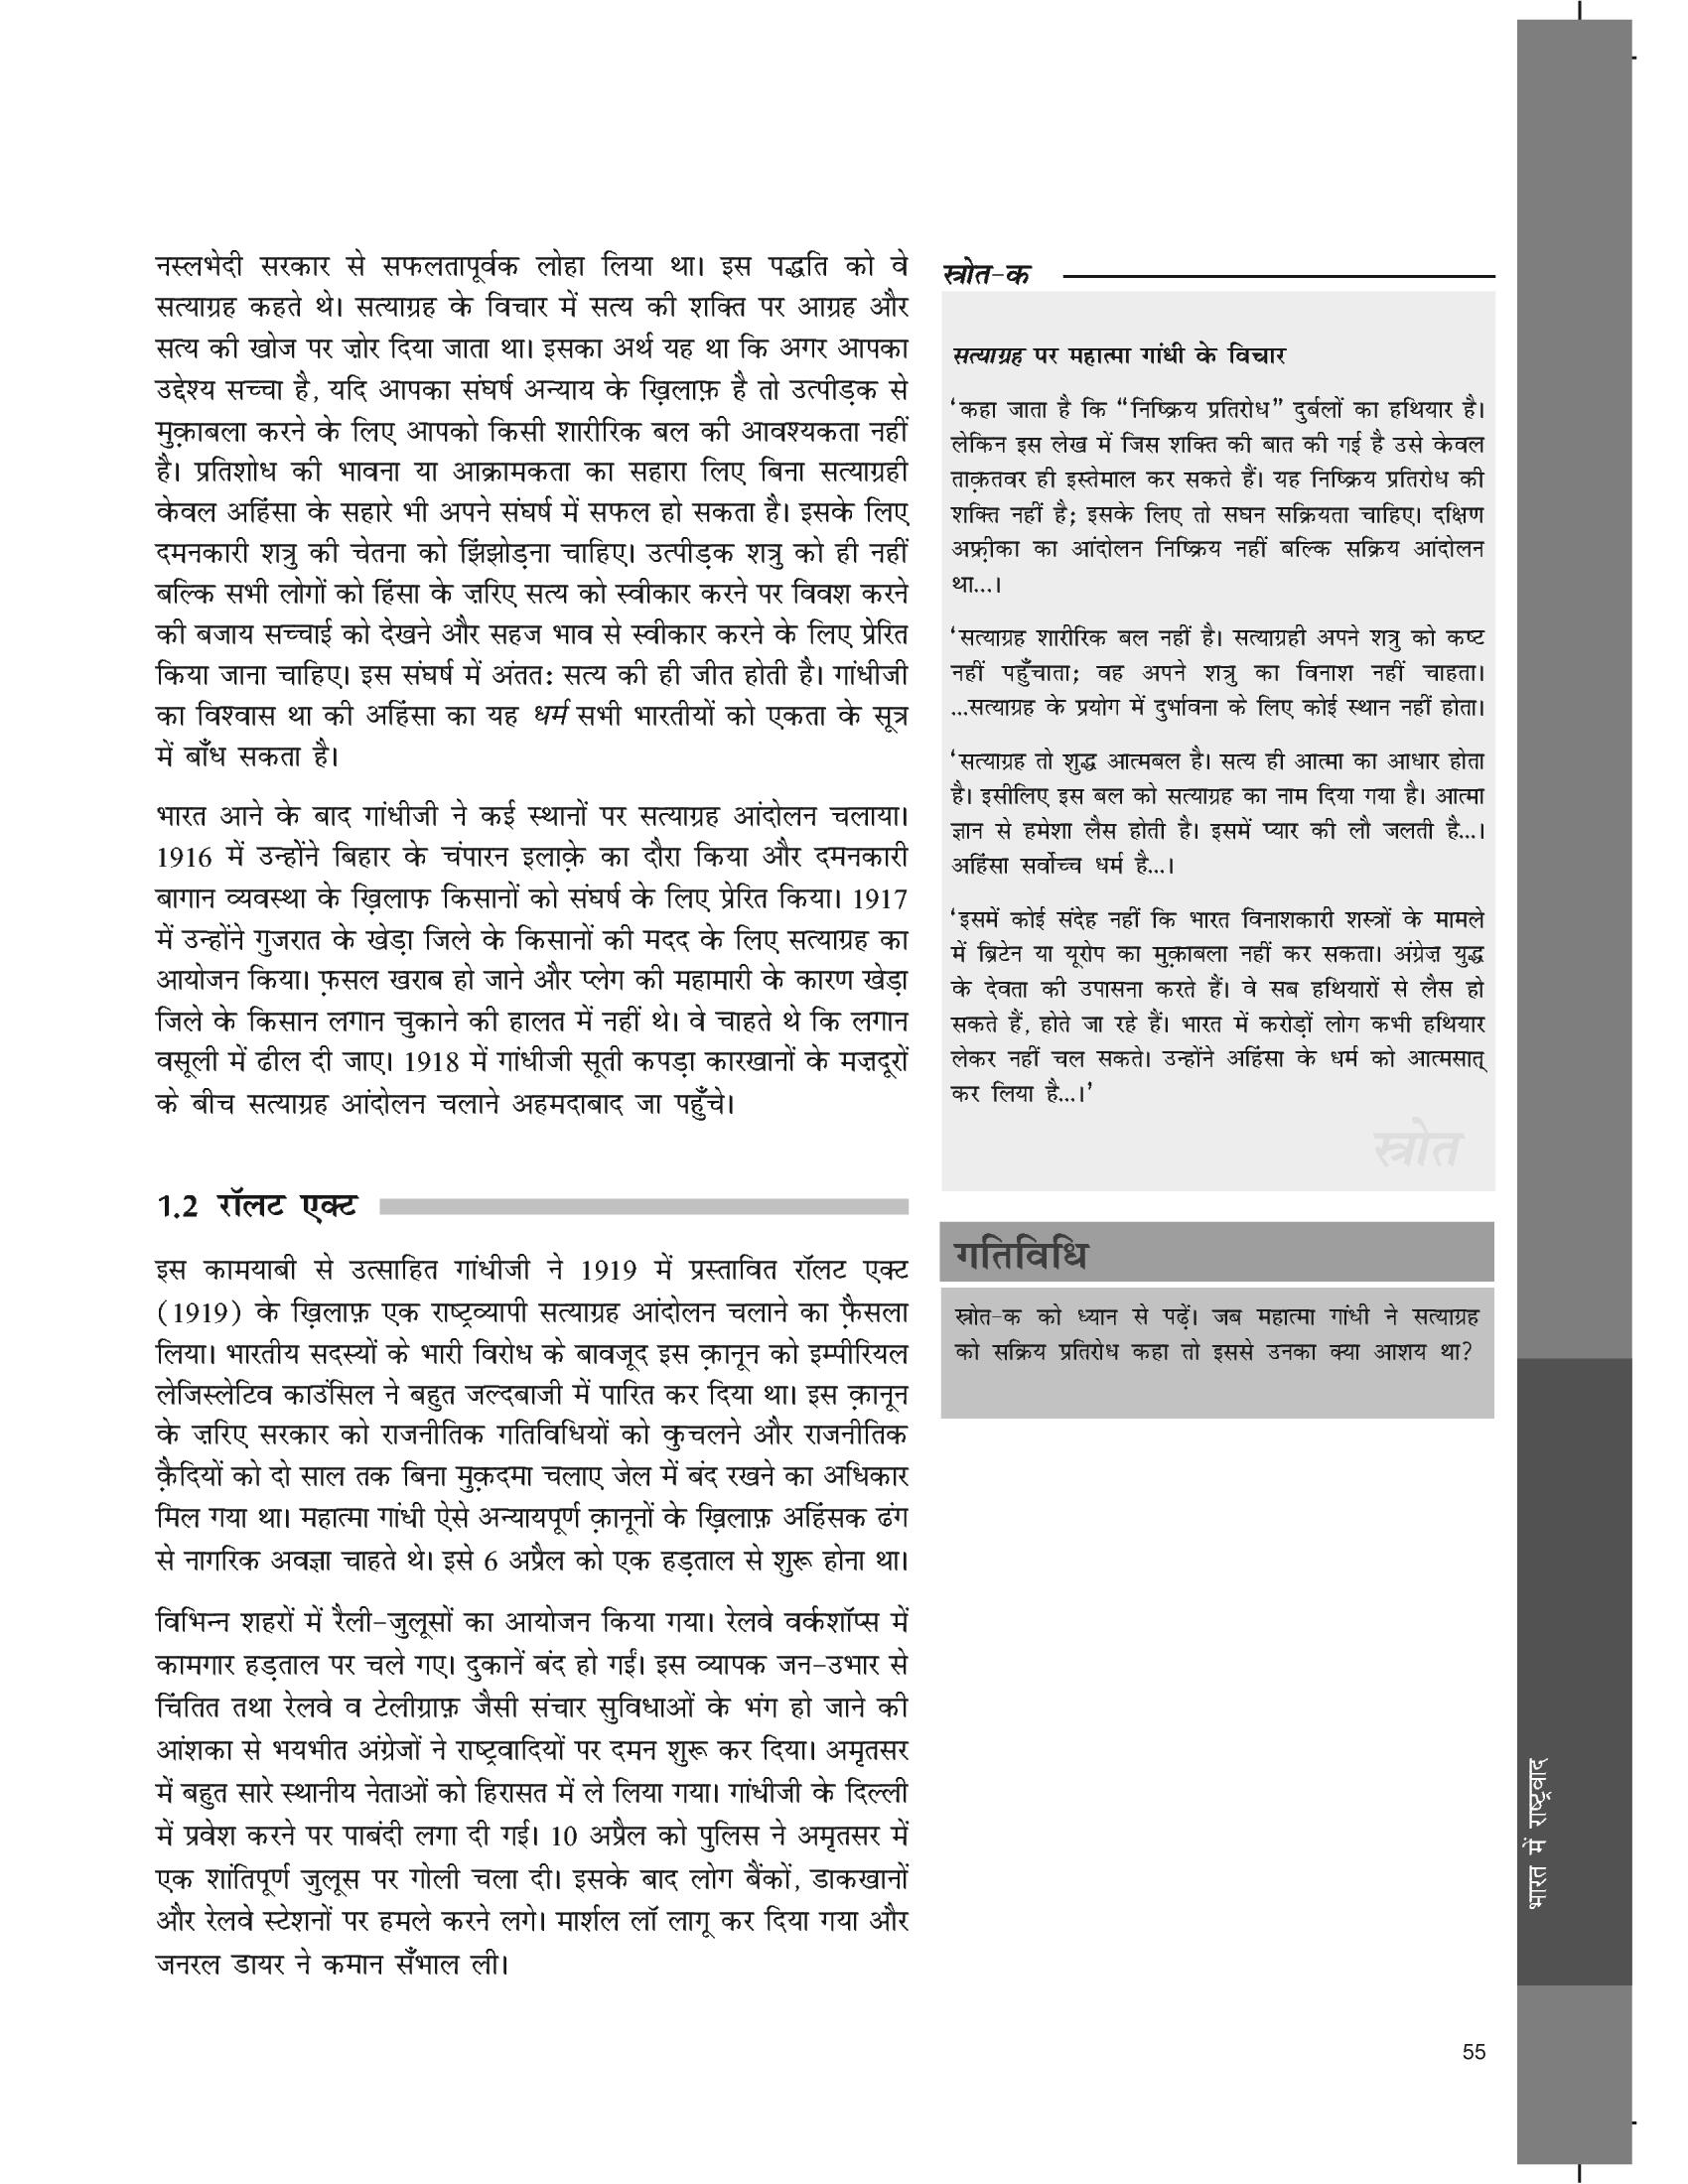 नस्लभेदी सरकार से सफलतापूर्वक लोहा लिया था। इस पद्धति को वे
सत्याग्रह कहते थे। सत्याग्रह के विचार में सत्य की शक्ति पर आग्रह और
सत्य की खोज पर ज़ोर दिया जाता था। इसका अर्थ यह था कि अगर आपका
उद्देश्य सच्चा है, यदि आपका संघर्ष अन्याय के ख़िलाफ़ है तो उत्पीड़क से
मुक़ाबला करने के लिए आपको किसी शारीरिक बल की आवश्यकता नहीं
है। प्रतिशोध की भावना या आक्रामकता का सहारा लिए बिना सत्याग्रही
केवल अहिंसा के सहारे भी अपने संघर्ष में सफल हो सकता है। इसके लिए
दमनकारी शत्रु की चेतना को झिंझोड़ना चाहिए। उत्पीड़क शत्रु को ही नहीं
बल्कि सभी लोगों को हिंसा के ज़रिए सत्य को स्वीकार करने पर विवश करने
की बजाय सच्चाई को देखने और सहज भाव से स्वीकार करने के लिए प्रेरित
किया जाना चाहिए। इस संघर्ष में अंततः सत्य की ही जीत होती है। गांधीजी
का विश्वास था की अहिंसा का यह धर्म सभी भारतीयों को एकता के सूत्र
में बाँध सकता है।
भारत आने के बाद गांधीजी ने कई स्थानों पर सत्याग्रह आंदोलन चलाया।
1916 में उन्होंने बिहार के चंपारन इलाक़े का दौरा किया और दमनकारी
बागान व्यवस्था के ख़िलाफ़ किसानों को संघर्ष के लिए प्रेरित किया। 1917
में उन्होंने गुजरात के खेड़ा जिले के किसानों की मदद के लिए सत्याग्रह का
आयोजन किया। फ़सल खराब हो जाने और प्लेग की महामारी के कारण खेड़ा
जिले के किसान लगान चुकाने की हालत में नहीं थे। वे चाहते थे कि लगान
वसूली में ढील दी जाए। 1918 में गांधीजी सूती कपड़ा कारखानों के मज़दूरों
के बीच सत्याग्रह आंदोलन चलाने अहमदाबाद जा पहुँचे।
1.2 रॉलट एक्ट
इस कामयाबी से उत्साहित गांधीजी ने 1919 में प्रस्तावित रॉलट एक्ट
(1919) के ख़िलाफ़ एक राष्ट्रव्यापी सत्याग्रह आंदोलन चलाने का फ़ैसला
लिया। भारतीय सदस्यों के भारी विरोध के बावजूद इस क़ानून को इम्पीरियल
लेजिस्लेटिव काउंसिल ने बहुत जल्दबाजी में पारित कर दिया था। इस क़ानून
के ज़रिए सरकार को राजनीतिक गतिविधियों को कुचलने और राजनीतिक
क़ैदियों को दो साल तक बिना मुक़दमा चलाए जेल में बंद रखने का अधिकार
मिल गया था। महात्मा गांधी ऐसे अन्यायपूर्ण क़ानूनों के ख़िलाफ़ अहिंसक ढंग
से नागरिक अवज्ञा चाहते थे। इसे 6 अप्रैल को एक हड़ताल से शुरू होना था।
विभिन्न शहरों में रैली-जुलूसों का आयोजन किया गया। रेलवे वर्कशॉप्स में
कामगार हड़ताल पर चले गए। दुकानें बंद हो गईं। इस व्यापक जन-उभार से
चिंतित तथा रेलवे व टेलीग्राफ़ जैसी संचार सुविधाओं के भंग हो जाने की
आंशका से भयभीत अंग्रेजों ने राष्ट्रवादियों पर दमन शुरू कर दिया। अमृतसर
में बहुत सारे स्थानीय नेताओं को हिरासत में ले लिया गया। गांधीजी के दिल्ली
में प्रवेश करने पर पाबंदी लगा दी गई। 10 अप्रैल को पुलिस ने अमृतसर में
एक शांतिपूर्ण जुलूस पर गोली चला दी। इसके बाद लोग बैंकों, डाकखानों
और रेलवे स्टेशनों पर हमले करने लगे। मार्शल लॉ लागू कर दिया गया और
जनरल डायर ने कमान सँभाल ली।
स्त्रोत-क
सत्याग्रह पर महात्मा गांधी के विचार
‘कहा जाता है कि “निष्क्रिय प्रतिरोध” दुर्बलों का हथियार है।
लेकिन इस लेख में जिस शक्ति की बात की गई है उसे केवल
ताक़तवर ही इस्तेमाल कर सकते हैं। यह निष्क्रिय प्रतिरोध की
शक्ति नहीं है; इसके लिए तो सघन सक्रियता चाहिए। दक्षिण
अफ्रीका का आंदोलन निष्क्रिय नहीं बल्कि सक्रिय आंदोलन
था...।
‘सत्याग्रह शारीरिक बल नहीं है। सत्याग्रही अपने शत्रु को कष्ट
नहीं पहुँचाता; वह अपने शत्रु का विनाश नहीं चाहता।
...सत्याग्रह के प्रयोग में दुर्भावना के लिए कोई स्थान नहीं होता।
‘सत्याग्रह तो शुद्ध आत्मबल है। सत्य ही आत्मा का आधार होता
है। इसीलिए इस बल को सत्याग्रह का नाम दिया गया है। आत्मा
ज्ञान से हमेशा लैस होती है। इसमें प्यार की लौ जलती है...।
अहिंसा सर्वोच्च धर्म है...।
‘इसमें कोई संदेह नहीं कि भारत विनाशकारी शस्त्रों के मामले
में ब्रिटेन या यूरोप का मुक़ाबला नहीं कर सकता। अंग्रेज़ युद्ध
के देवता की उपासना करते हैं। वे सब हथियारों से लैस हो
सकते हैं, होते जा रहे हैं। भारत में करोड़ों लोग कभी हथियार
लेकर नहीं चल सकते। उन्होंने अहिंसा के धर्म को आत्मसात्
कर लिया है...।’
स्त्रोत
गतिविधि
स्रोत-क को ध्यान से पढ़ें। जब महात्मा गांधी ने सत्याग्रह
को सक्रिय प्रतिरोध कहा तो इससे उनका क्या आशय था?
भारत में राष्ट्रवाद
55